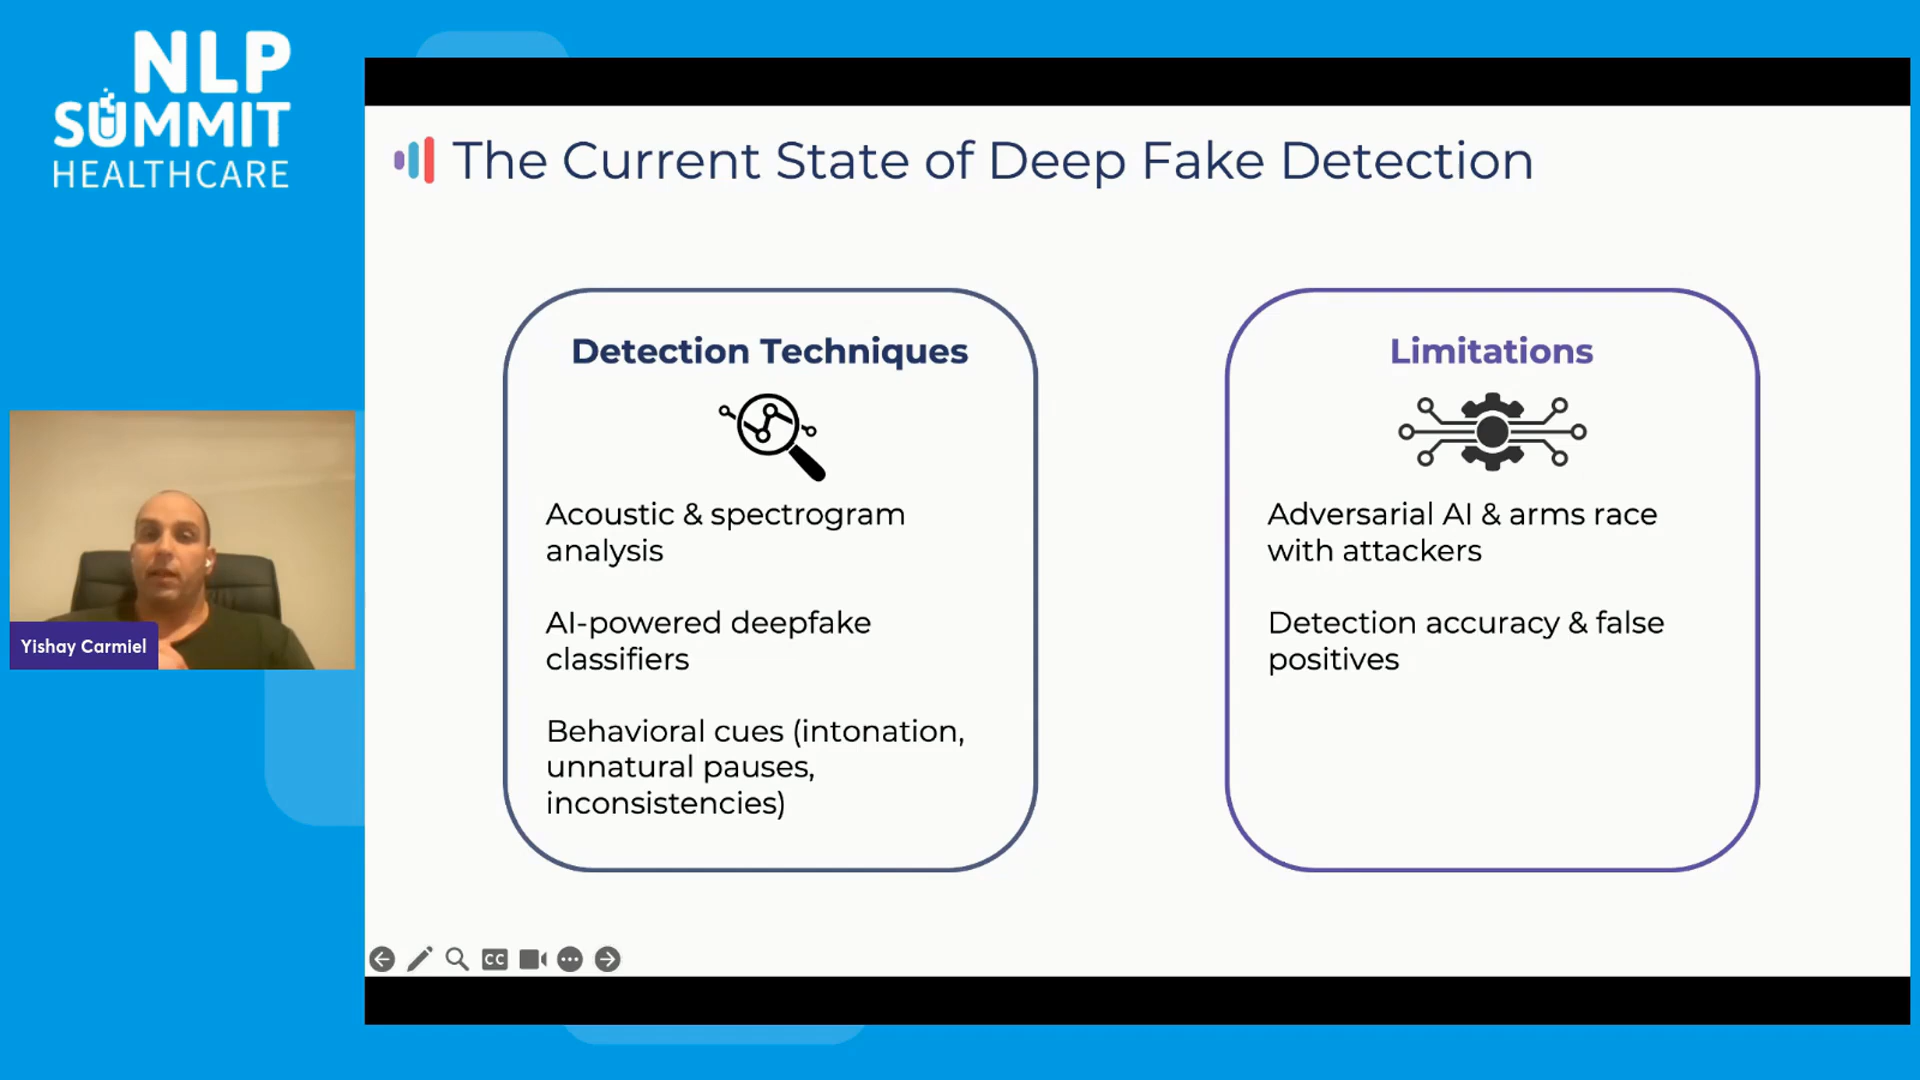 NLP
SUMMIT
HEALTHCARE
The Current State of Deep Fake Detection
Detection Techniques
Acoustic & spectrogram
analysis
AI-powered deepfake
classifiers
Behavioral cues (intonation,
unnatural pauses,
inconsistencies)
Limitations
Adversarial AI & arms race
with attackers
Detection accuracy & false
positives
Yishay Carmiel
CC